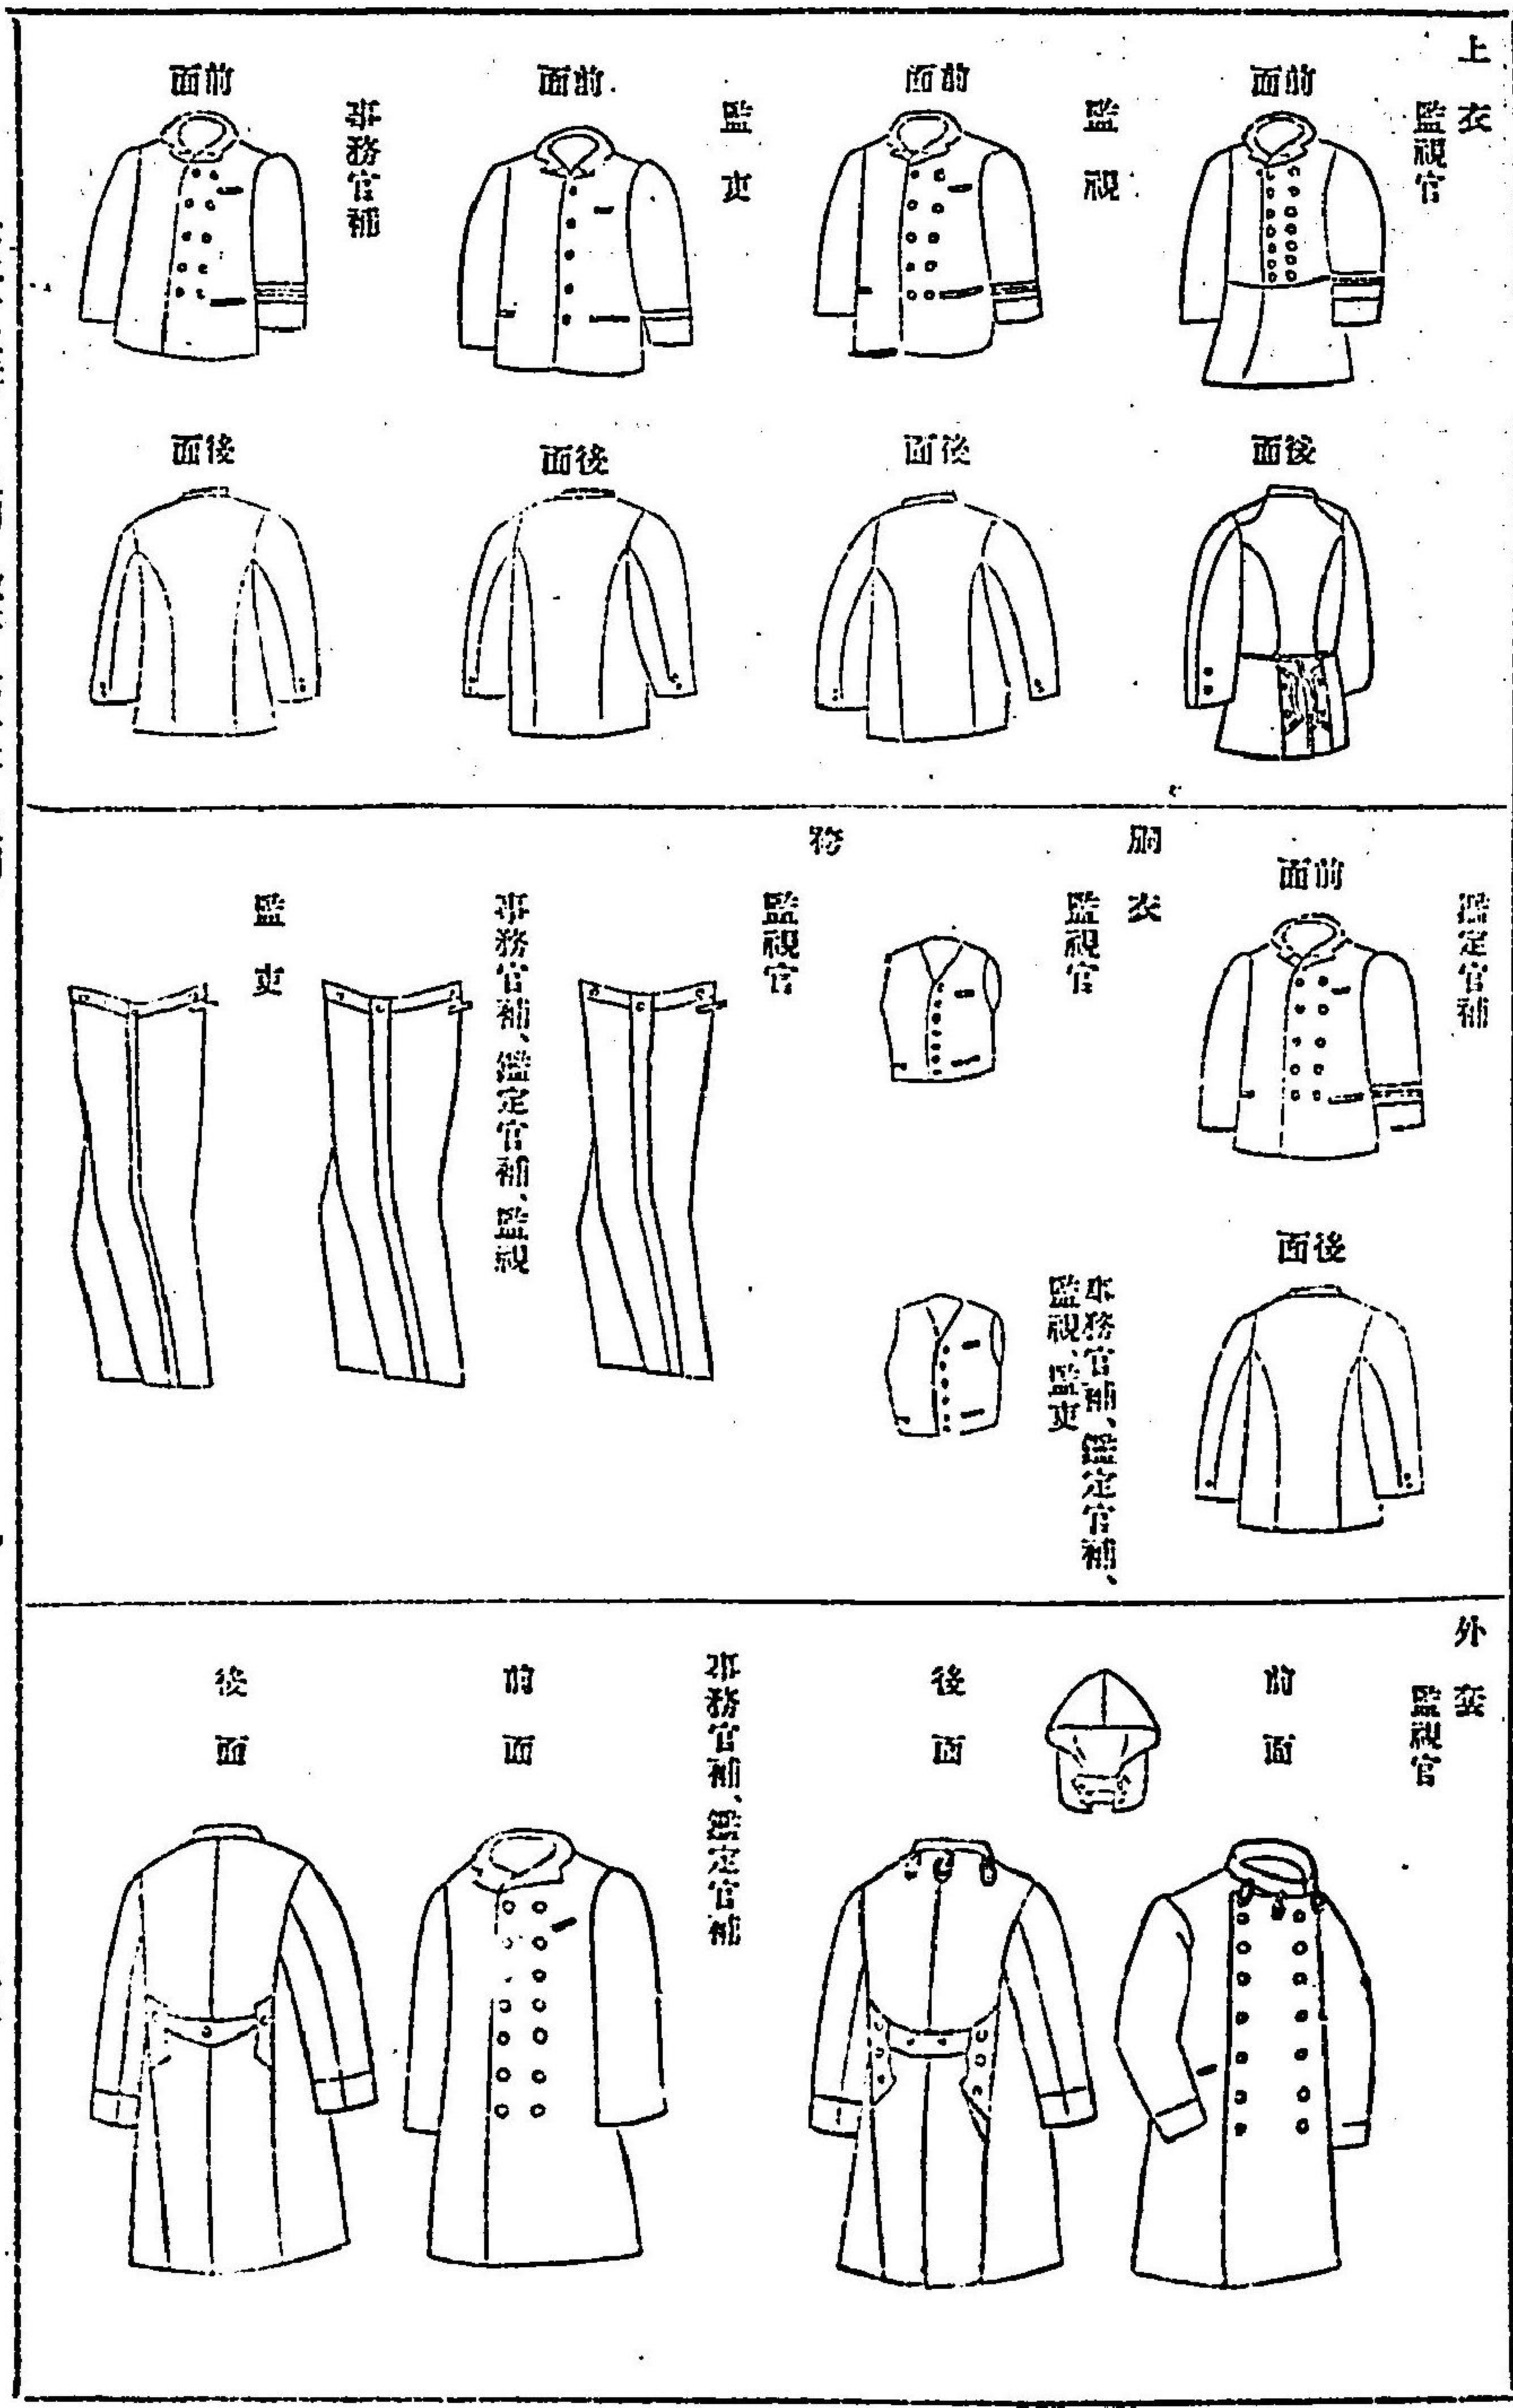 上衣
監視官
前面
後面
監視
前面
後面
監吏
前面
後面
事務官補
前面
後面
鑑定官補
前面
後面
胴衣
監視官
事務官補、鑑定官補、
監視、監吏
袴
監視官
事務官補、鑑定官補、監視
監吏
外套
監視官
前面
後面
事務官補、鑑定官補
前面
後面